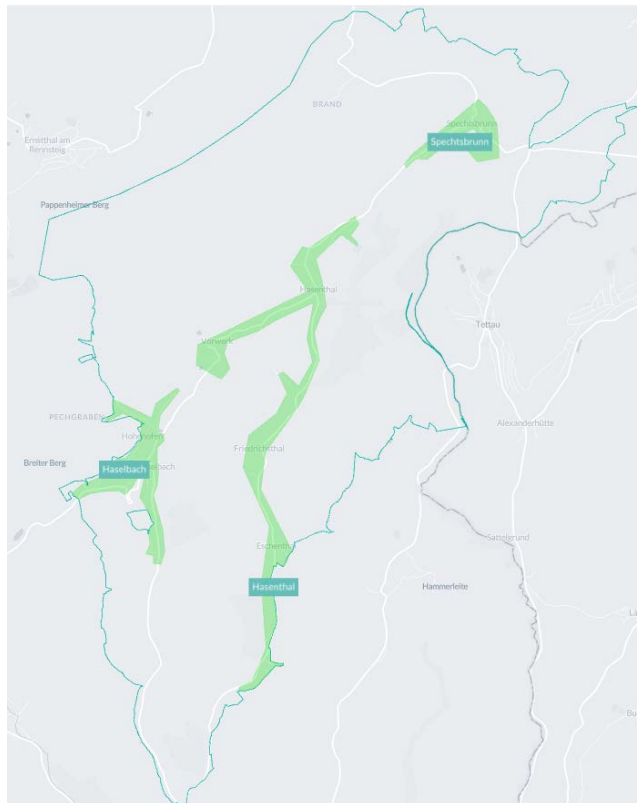 BRAND
Spechtsbrunn
Spechtsbrunn
Ernstthal am
Rennsteig
Pappenheimer Berg
Hasenthal
Tettau
Vorwerk
PECHGRABEN
Alexanderhütte
Hohenofen
Friedrichsthal
Breiter Berg
Haselbach
Sattelgrund
Eschenthal
Hasenthal
Hammerleite